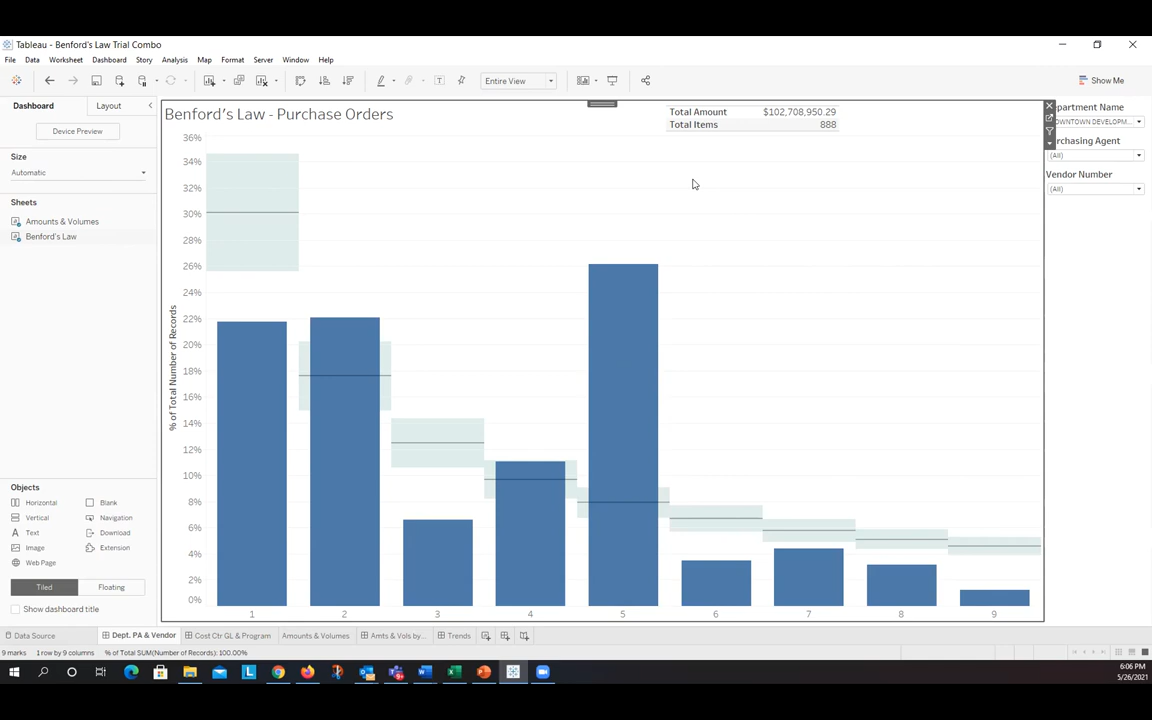 Tableau - Benford's Law Trial Combo
File Data Worksheet Dashboard Story Analysis Map Format Server Window Help
Entire View
Show Me
Dashboard Layout
Device Preview
Size
Automatic
Sheets
Amounts & Volumes
Benford's Law
Objects
Horizontal Blank
Vertical Navigation
Text Download
Image Extension
Web Page
Tiled Floating
Show dashboard title
Benford's Law - Purchase Orders
Total Amount $102,708,950.29
Total Items 888
% of Total Number of Records
36%
34%
32%
30%
28%
26%
24%
22%
20%
18%
16%
14%
12%
10%
8%
6%
4%
2%
0%
1 2 3 4 5 6 7 8 9
epartment Name
OWNTOWN DEVELOPM...
rchasing Agent
(All)
Vendor Number
(All)
Data Source Dept. PA & Vendor Cost Ctr GL & Program Amounts & Volumes Amts & Vols by... Trends
9 marks 1 row by 9 columns % of Total SUM(Number of Records): 100.00%
6:06 PM
5/26/2021